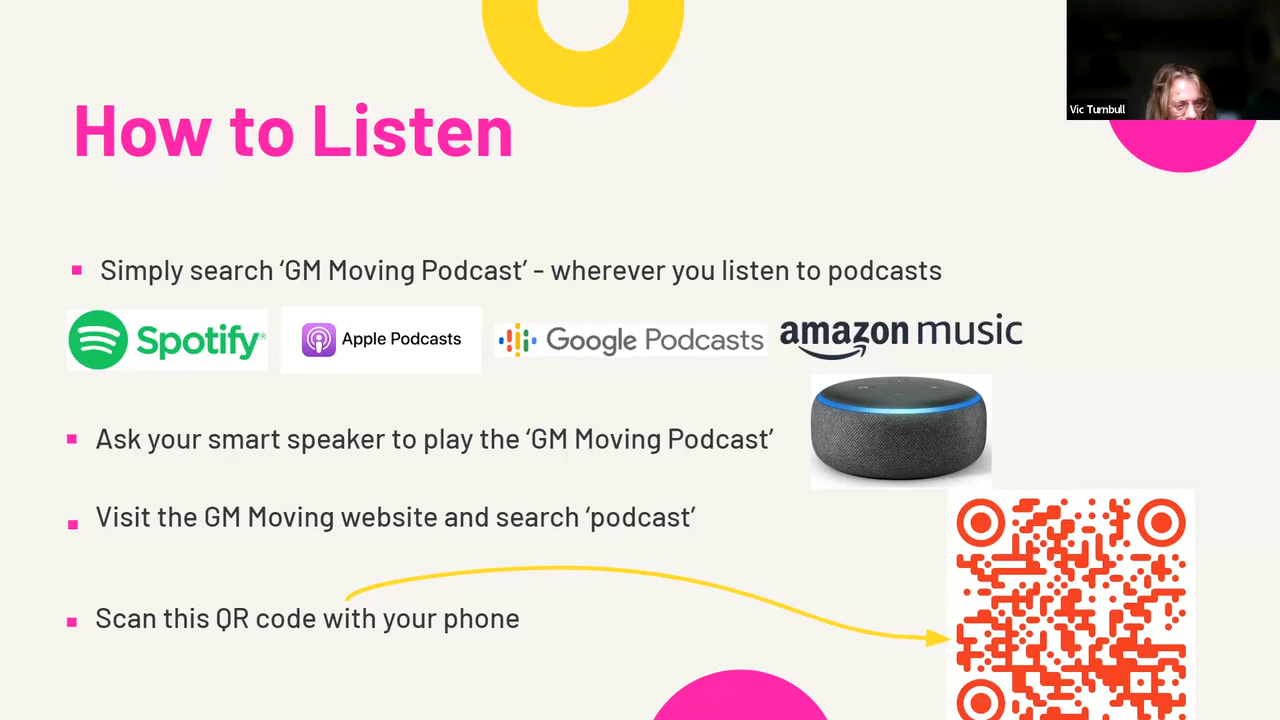 Vic Turnbull
How to Listen
Simply search ‘GM Moving Podcast’ - wherever you listen to podcasts
Spotify®
Apple Podcasts
Google Podcasts
amazon music
Ask your smart speaker to play the ‘GM Moving Podcast’
Visit the GM Moving website and search ‘podcast’
Scan this QR code with your phone